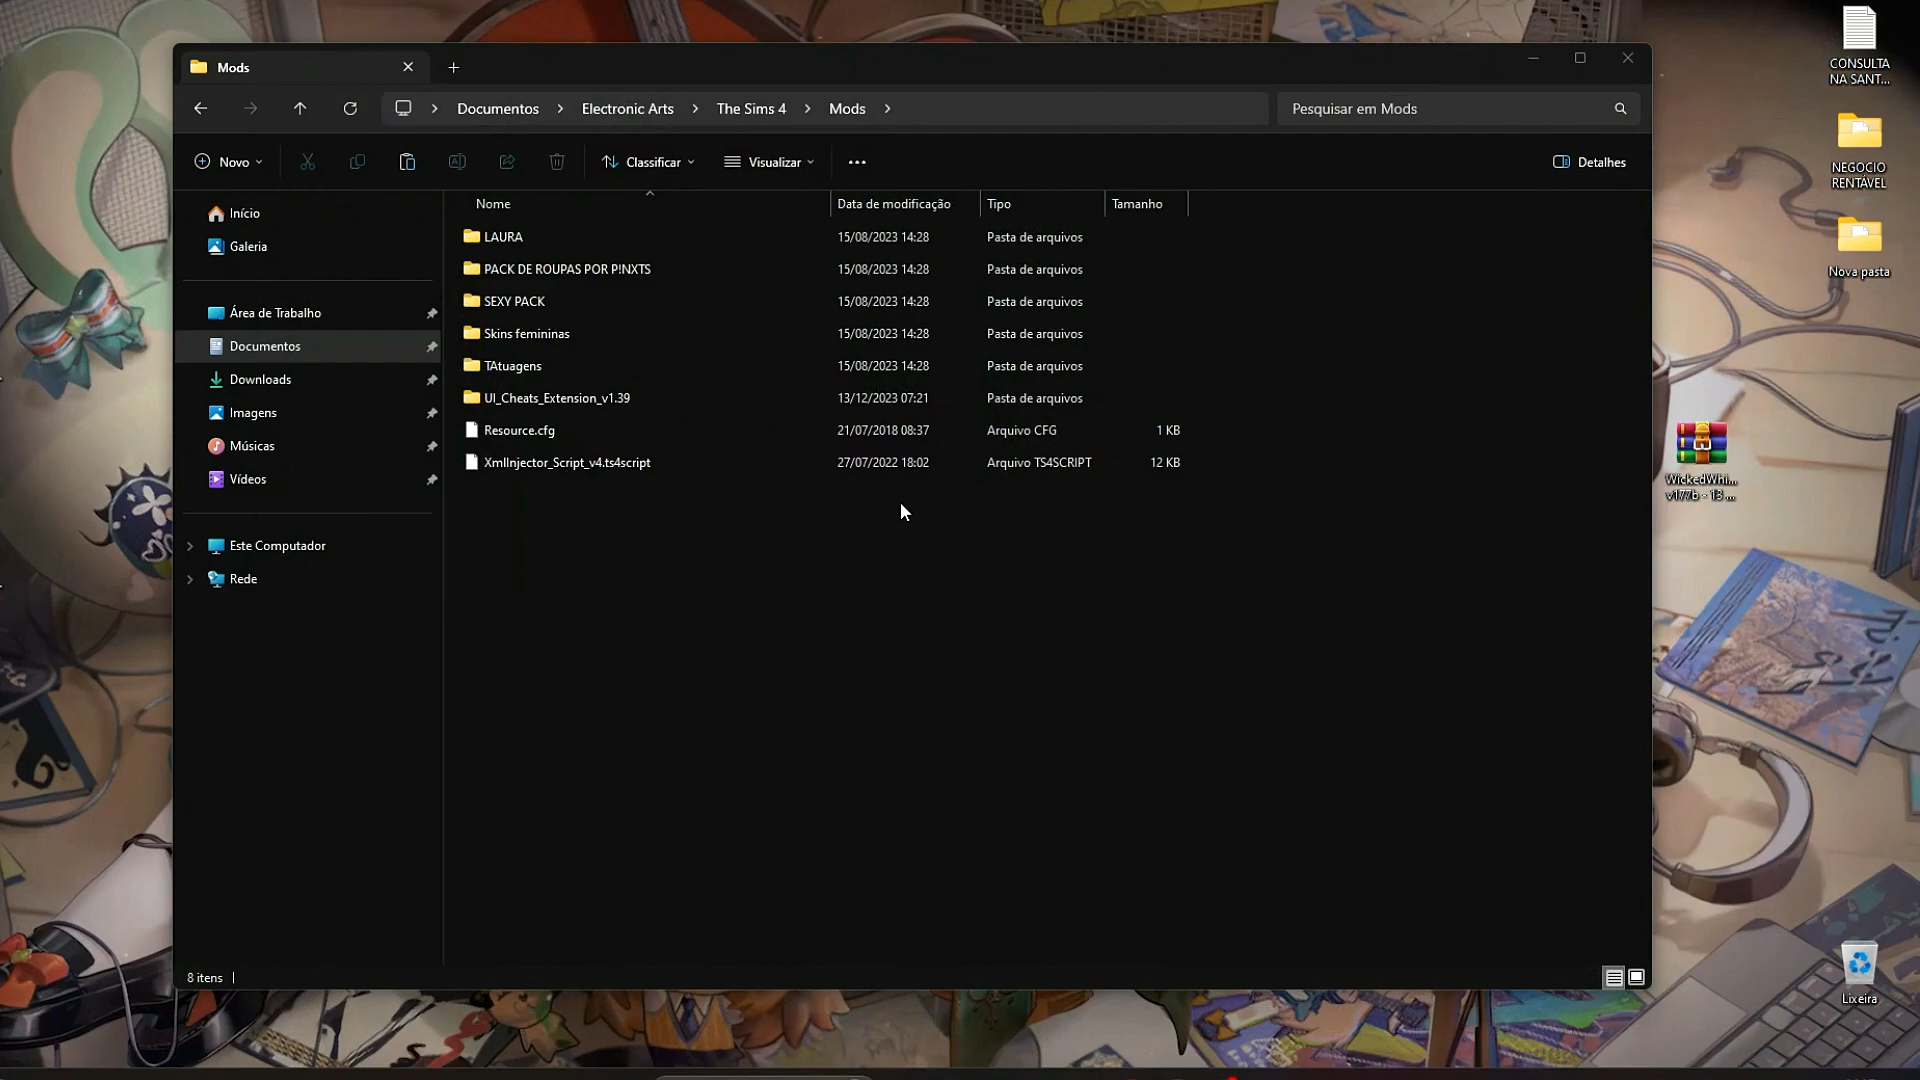 Mods
Documentos
Electronic Arts
The Sims 4
Mods
Pesquisar em Mods
Novo
Classificar
Visualizar
Detalhes
Início
Galeria
Área de Trabalho
Documentos
Downloads
Imagens
Músicas
Vídeos
Este Computador
Rede
Nome Data de modificação Tipo Tamanho
LAURA 15/08/2023 14:28 Pasta de arquivos
PACK DE ROUPAS POR P!NXTS 15/08/2023 14:28 Pasta de arquivos
SEXY PACK 15/08/2023 14:28 Pasta de arquivos
Skins femininas 15/08/2023 14:28 Pasta de arquivos
TAtuagens 15/08/2023 14:28 Pasta de arquivos
UI_Cheats_Extension_v1.39 13/12/2023 07:21 Pasta de arquivos
Resource.cfg 21/07/2018 08:37 Arquivo CFG 1 KB
XmlInjector_Script_v4.ts4script 27/07/2022 18:02 Arquivo TS4SCRIPT 12 KB
8 itens
CONSULTA
NA SANT...
NEGOCIO
RENTÁVEL
Nova pasta
WickedWhi...
v177b - 13 ...
Lixeira